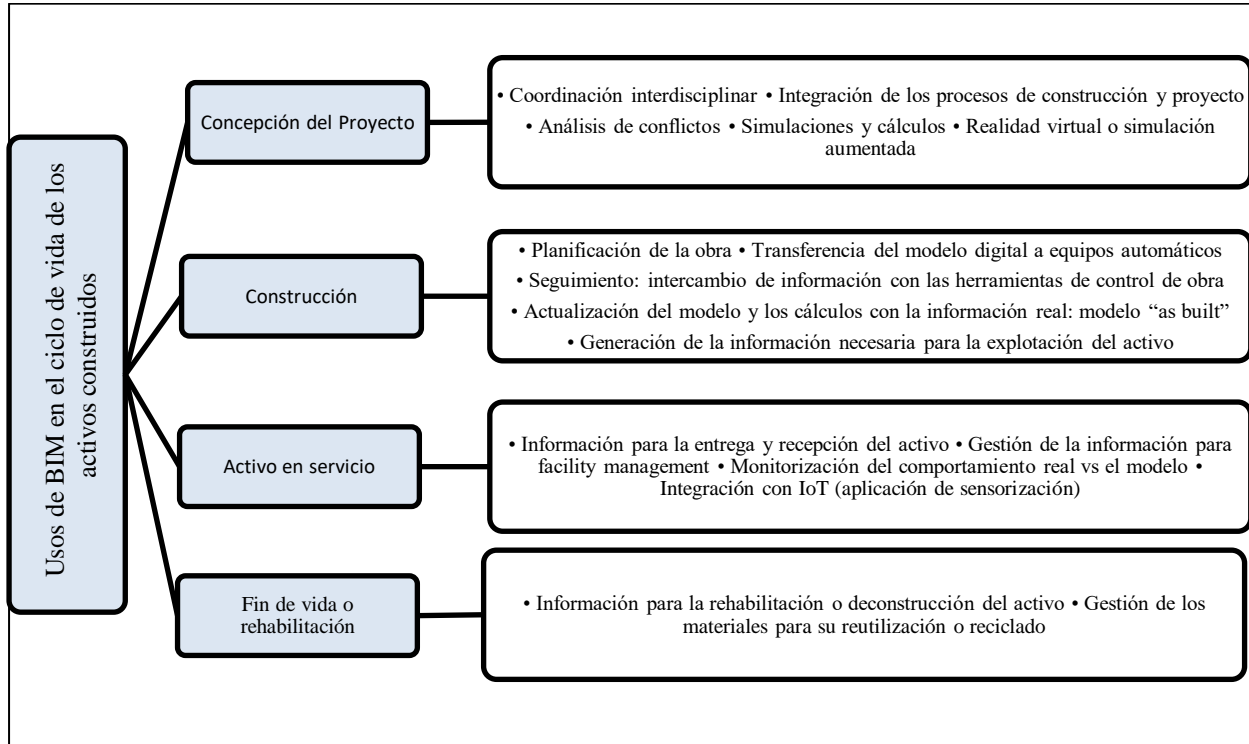 Usos de BIM en el ciclo de vida de los
activos construidos
Concepción del Proyecto
• Coordinación interdisciplinar • Integración de los procesos de construcción y proyecto
• Análisis de conflictos • Simulaciones y cálculos • Realidad virtual o simulación
aumentada
Construcción
• Planificación de la obra • Transferencia del modelo digital a equipos automáticos
• Seguimiento: intercambio de información con las herramientas de control de obra
• Actualización del modelo y los cálculos con la información real: modelo “as built”
• Generación de la información necesaria para la explotación del activo
Activo en servicio
• Información para la entrega y recepción del activo • Gestión de la información para
facility management • Monitorización del comportamiento real vs el modelo •
Integración con IoT (aplicación de sensorización)
Fin de vida o
rehabilitación
• Información para la rehabilitación o deconstrucción del activo • Gestión de los
materiales para su reutilización o reciclado